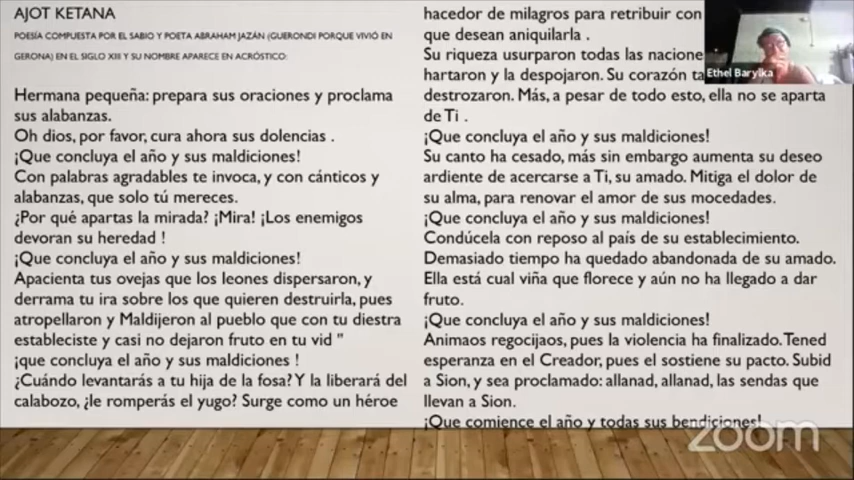 AJOT KETANA
POESÍA COMPUESTA POR EL SABIO Y POETA ABRAHAM JAZÁN (GUERONDI PORQUE VIVIÓ EN
GERONA) EN EL SIGLO XIII Y SU NOMBRE APARECE EN ACRÓSTICO:
Hermana pequeña: prepara sus oraciones y proclama
sus alabanzas.
Oh dios, por favor, cura ahora sus dolencias .
¡Que concluya el año y sus maldiciones!
Con palabras agradables te invoca, y con cánticos y
alabanzas, que solo tú mereces.
¿Por qué apartas la mirada? ¡Mira! ¡Los enemigos
devoran su heredad !
¡Que concluya el año y sus maldiciones!
Apacienta tus ovejas que los leones dispersaron, y
derrama tu ira sobre los que quieren destruirla, pues
atropellaron y Maldijeron al pueblo que con tu diestra
estableciste y casi no dejaron fruto en tu vid "
¡que concluya el año y sus maldiciones !
¿Cuándo levantarás a tu hija de la fosa? Y la liberará del
calabozo, ¿le romperás el yugo? Surge como un héroe
hacedor de milagros para retribuir con
que desean aniquilarla .
Su riqueza usurparon todas las nacione
hartaron y la despojaron. Su corazón ta
destrozaron. Más, a pesar de todo esto, ella no se aparta
de Ti .
¡Que concluya el año y sus maldiciones!
Su canto ha cesado, más sin embargo aumenta su deseo
ardiente de acercarse a Ti, su amado. Mitiga el dolor de
su alma, para renovar el amor de sus mocedades.
¡Que concluya el año y sus maldiciones!
Condúcela con reposo al país de su establecimiento.
Demasiado tiempo ha quedado abandonada de su amado.
Ella está cual viña que florece y aún no ha llegado a dar
fruto.
¡Que concluya el año y sus maldiciones!
Animaos regocijaos, pues la violencia ha finalizado. Tened
esperanza en el Creador, pues el sostiene su pacto. Subid
a Sion, y sea proclamado: allanad, allanad, las sendas que
llevan a Sion.
¡Que comience el año y todas sus bendiciones!
Ethel Barylka
zoom